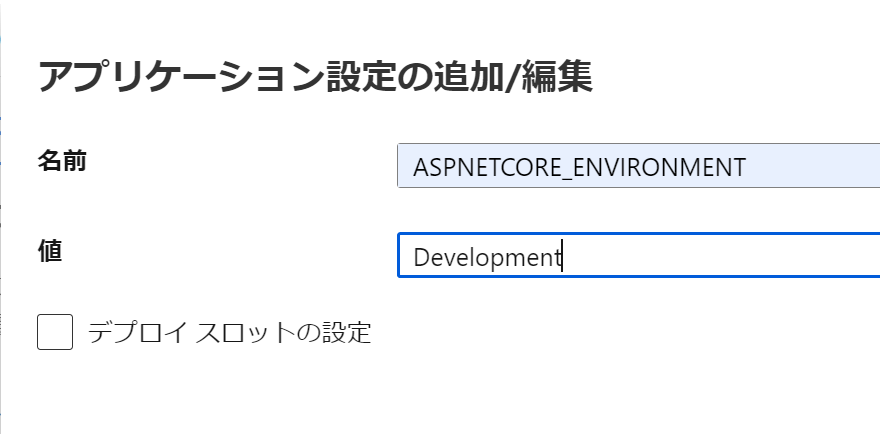 アプリケーション設定の追加/編集
名前
ASPNETCORE_ENVIRONMENT
値
Development
デプロイ スロットの設定